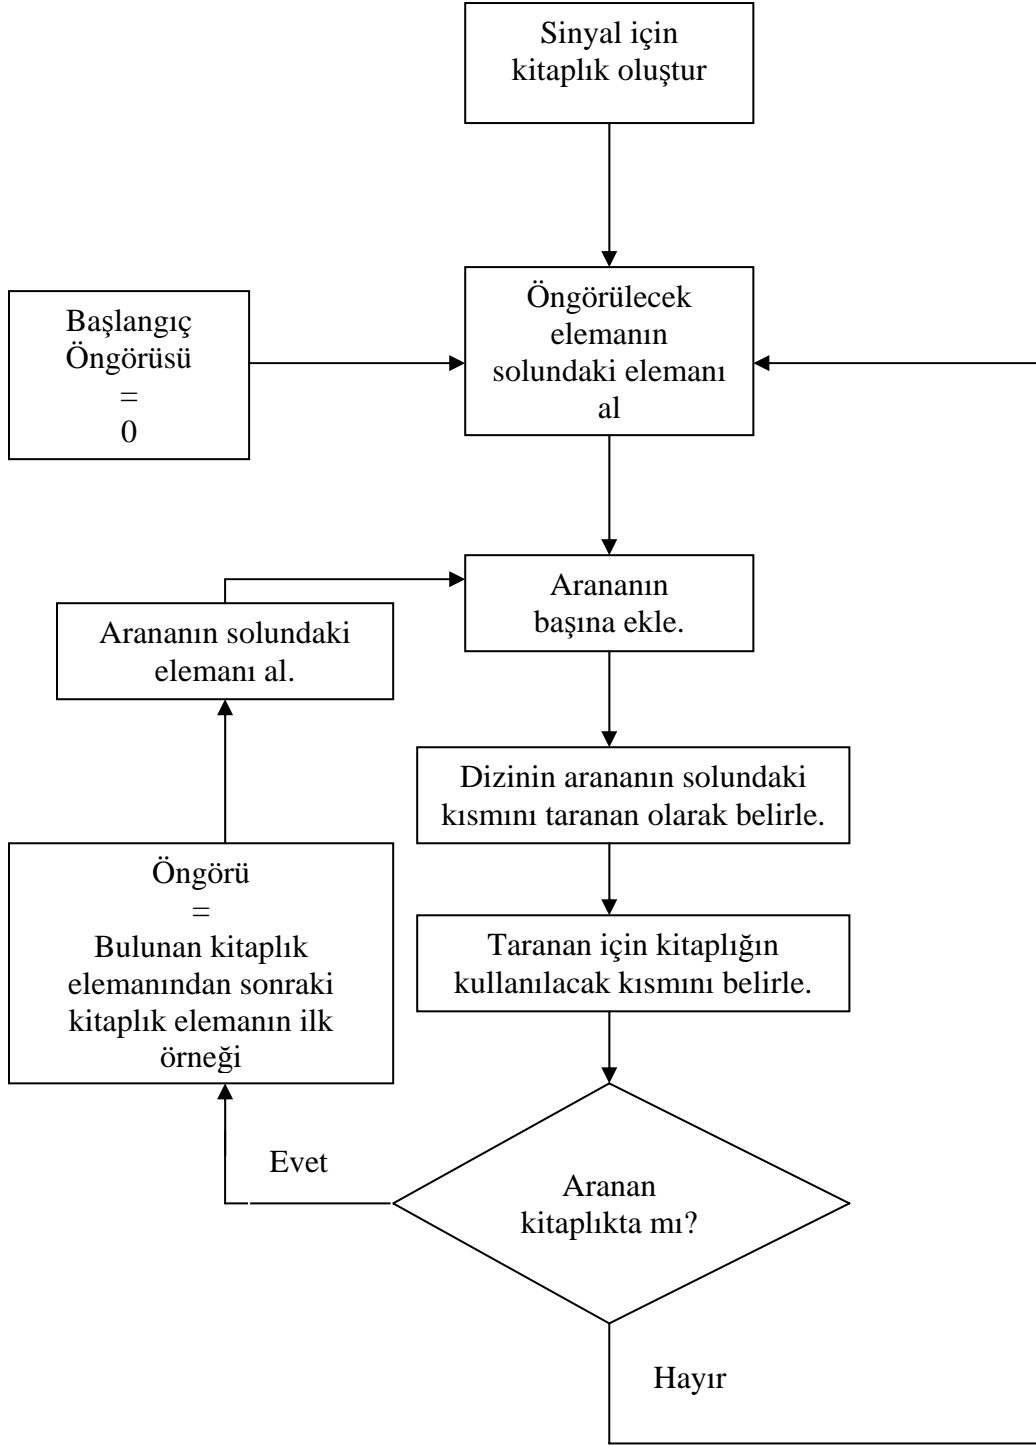 Sinyal için
kitaplık oluştur
Öngörülecek
elemanın
solundaki elemanı
al
Başlangıç
Öngörüsü
=
0
Arananın
başına ekle.
Arananın solundaki
elemanı al.
Dizinin arananın solundaki
kısmını taranan olarak belirle.
Öngörü
=
Bulunan kitaplık
elemanından sonraki
kitaplık elemanın ilk
örneği
Taranan için kitaplığın
kullanılacak kısmını belirle.
Evet
Aranan
kitaplıkta mı?
Hayır